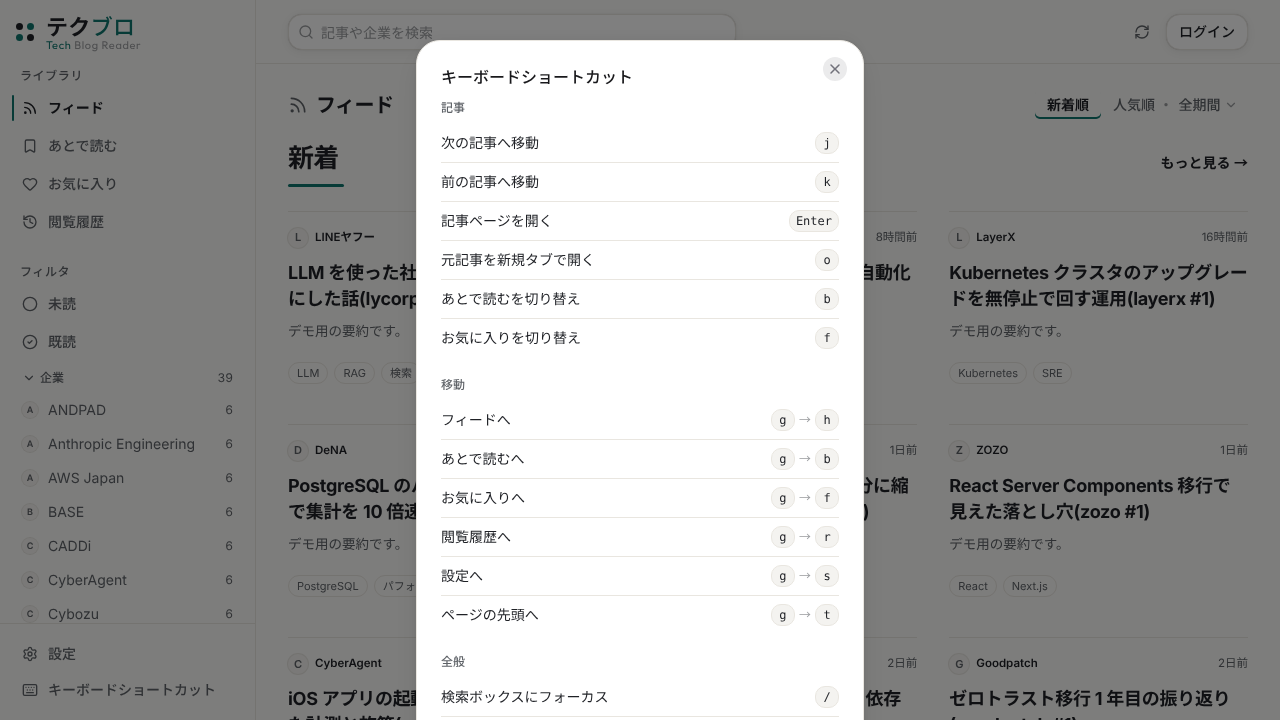 テクブロ
Tech Blog Reader
ライブラリ
フィード
あとで読む
お気に入り
閲覧履歴
フィルタ
未読
既読
企業 39
A ANDPAD 6
A Anthropic Engineering 6
A AWS Japan 6
B BASE 6
C CADDi 6
C CyberAgent 6
C Cybozu 6
設定
キーボードショートカット
記事や企業を検索
ログイン
フィード
新着順 人気順 • 全期間
新着
もっと見る →
L LINEヤフー
8時間前
LLM を使った社
自動化
にした話(lycorp
デモ用の要約です。
LLM RAG 検索
L LayerX 16時間前
Kubernetes クラスタのアップグレー
ドを無停止で回す運用(layerx #1)
デモ用の要約です。
Kubernetes SRE
D DeNA
1日前
PostgreSQL の
分に縮
で集計を 10 倍速
デモ用の要約です。
PostgreSQL パフォ
Z ZOZO 1日前
React Server Components 移行で
見えた落とし穴(zozo #1)
デモ用の要約です。
React Next.js
C CyberAgent
2日前
iOS アプリの起動
依存
G Goodpatch 2日前
ゼロトラスト移行 1 年目の振り返り
キーボードショートカット
記事
次の記事へ移動 j
前の記事へ移動 k
記事ページを開く Enter
元記事を新規タブで開く o
あとで読むを切り替え b
お気に入りを切り替え f
移動
フィードへ g → h
あとで読むへ g → b
お気に入りへ g → f
閲覧履歴へ g → r
設定へ g → s
ページの先頭へ g → t
全般
検索ボックスにフォーカス /